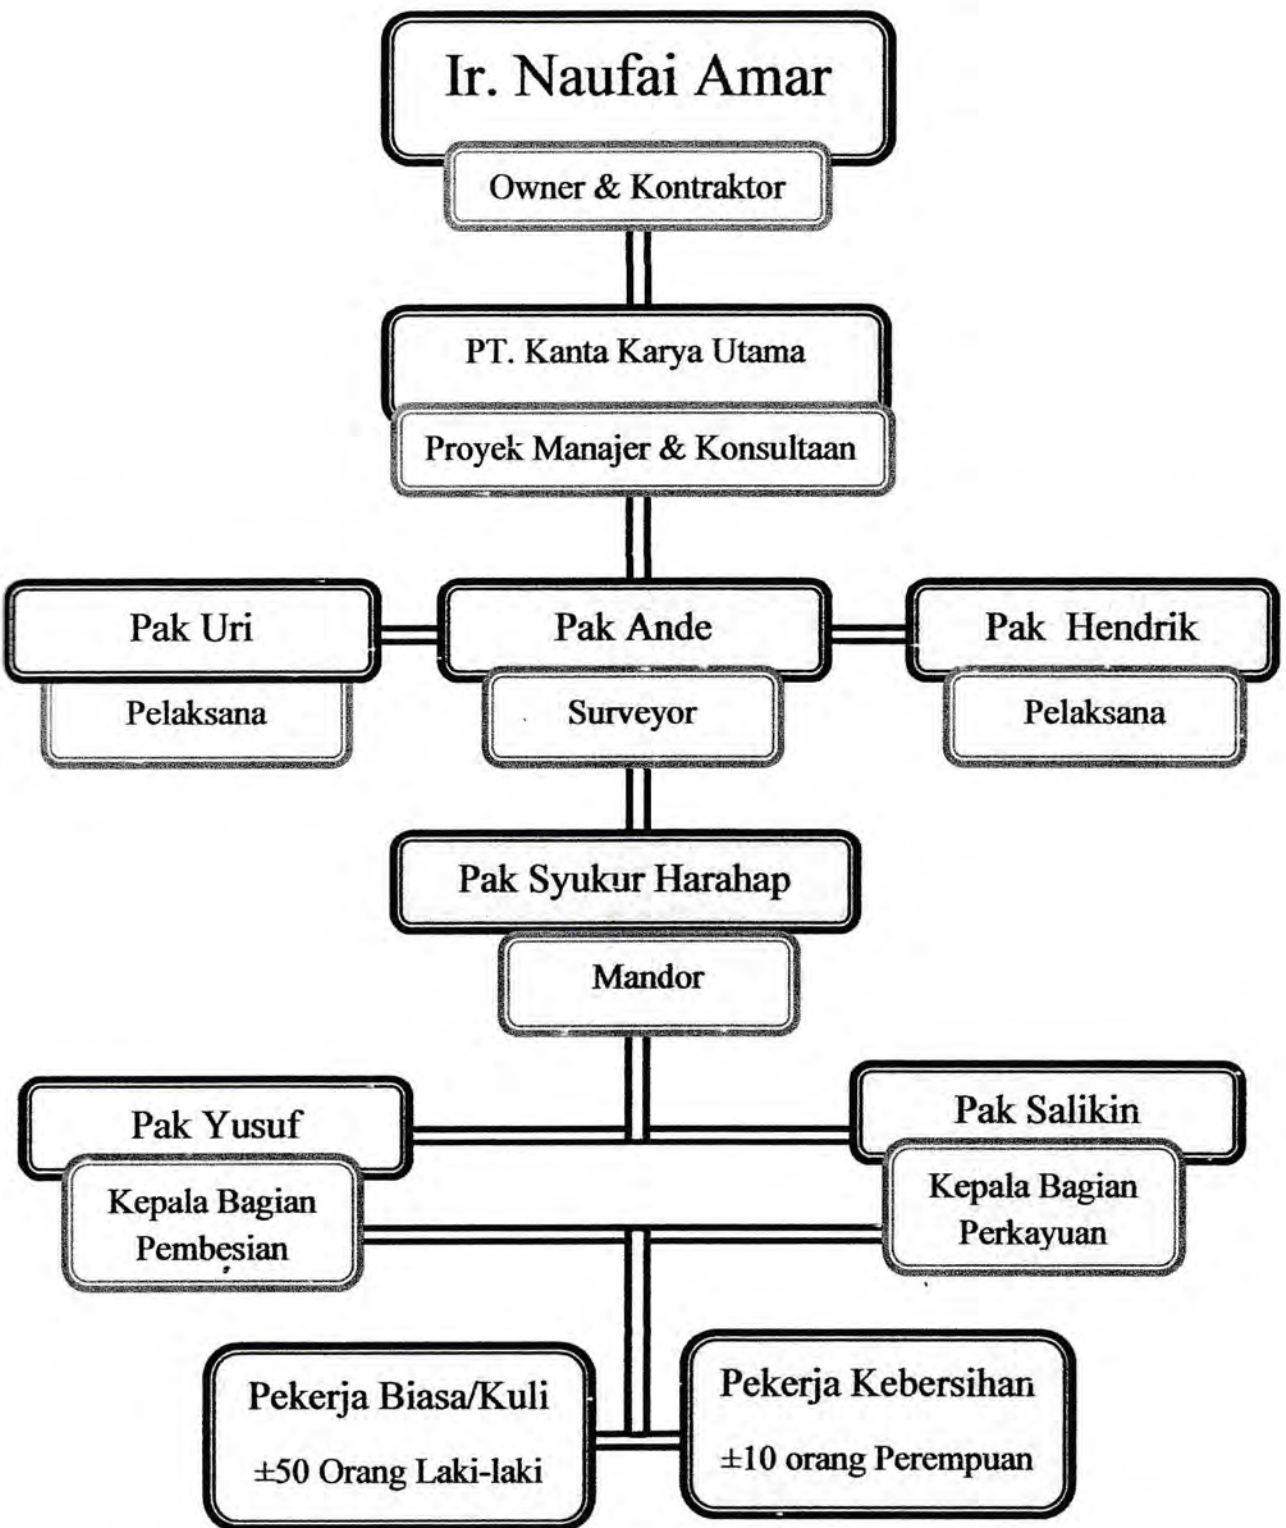 Ir. Naufai Amar
Owner & Kontraktor
PT. Kanta Karya Utama
Proyek Manajer & Konsultaan
Pak Uri
Pelaksana
Pak Ande
Surveyor
Pak Hendrik
Pelaksana
Pak Syukur Harahap
Mandor
Pak Yusuf
Kepala Bagian
Pembesian
Pak Salikin
Kepala Bagian
Perkayuan
Pekerja Biasa/Kuli
±50 Orang Laki-laki
Pekerja Kebersihan
±10 orang Perempuan